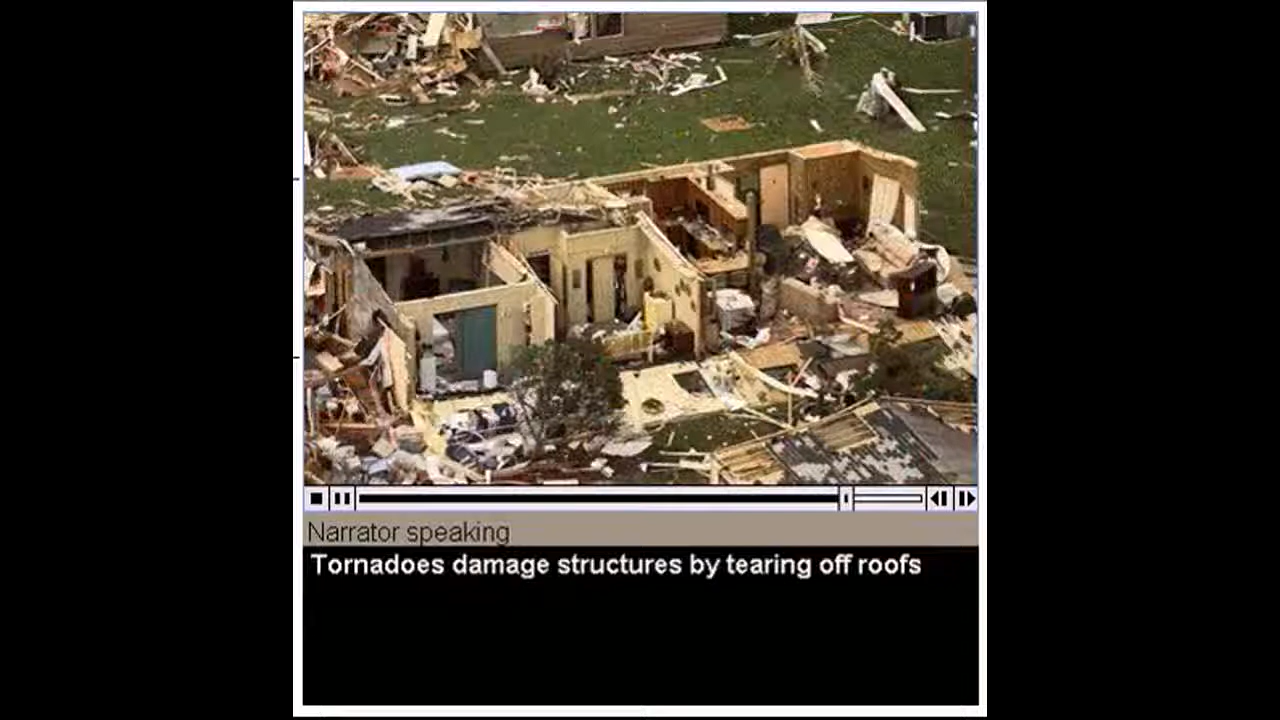 Narrator speaking
Tornadoes damage structures by tearing off roofs